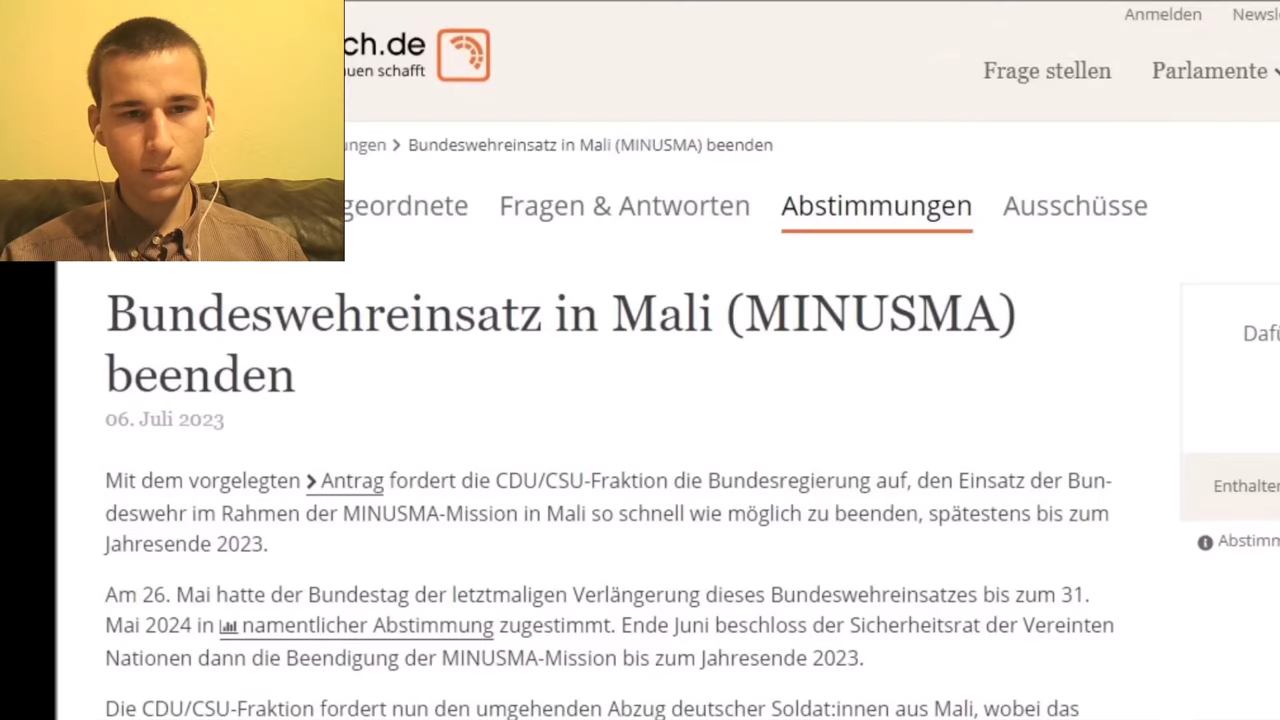 Anmelden
ch.de
auen schafft
Frage stellen
Parlamente
Bundeswehreinsatz in Mali (MINUSMA) beenden
geordnete
Fragen & Antworten
Abstimmungen
Ausschüsse
Bundeswehreinsatz in Mali (MINUSMA)
beenden
06. Juli 2023
Mit dem vorgelegten Antrag fordert die CDU/CSU-Fraktion die Bundesregierung auf, den Einsatz der Bun-
deswehr im Rahmen der MINUSMA-Mission in Mali so schnell wie möglich zu beenden, spätestens bis zum
Jahresende 2023.
Am 26. Mai hatte der Bundestag der letztmaligen Verlängerung dieses Bundeswehreinsatzes bis zum 31.
Mai 2024 in namentlicher Abstimmung zugestimmt. Ende Juni beschloss der Sicherheitsrat der Vereinten
Nationen dann die Beendigung der MINUSMA-Mission bis zum Jahresende 2023.
Die CDU/CSU-Fraktion fordert nun den umgehenden Abzug deutscher Soldat:innen aus Mali, wobei das